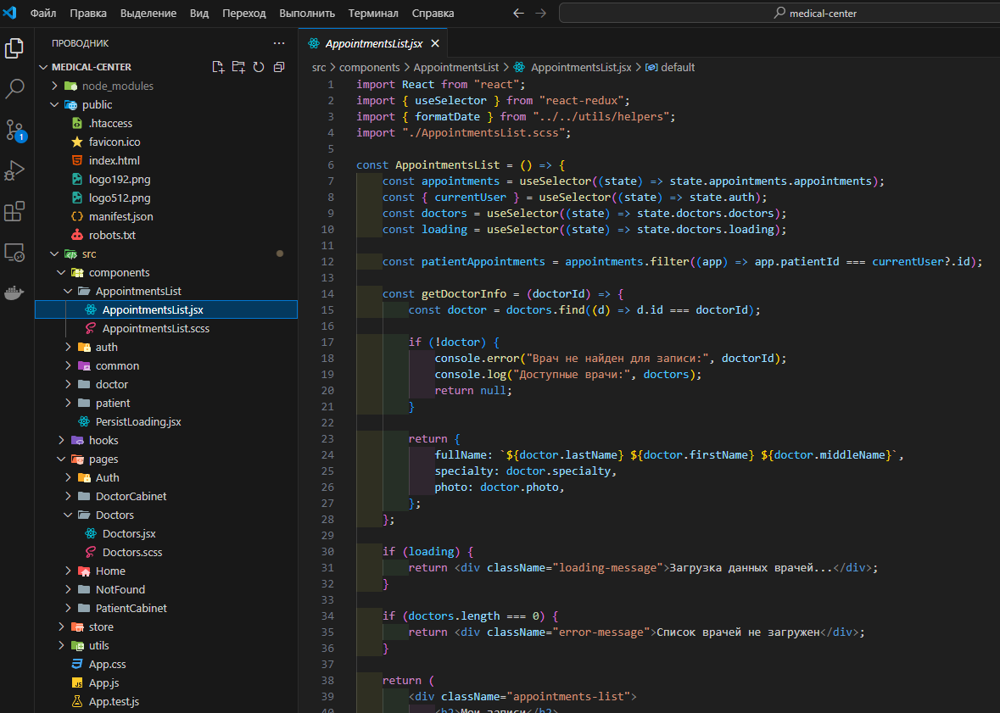 Файл Правка Выделение Вид Переход Выполнить Терминал Справка medical-center
ПРОВОДНИК
MEDICAL-CENTER
node_modules
public
.htaccess
favicon.ico
index.html
logo192.png
logo512.png
manifest.json
robots.txt
src
components
AppointmentsList
AppointmentsList.jsx
AppointmentsList.scss
auth
common
doctor
patient
PersistLoading.jsx
hooks
pages
Auth
DoctorCabinet
Doctors
Doctors.jsx
Doctors.scss
Home
NotFound
PatientCabinet
store
utils
App.css
App.js
App.test.js
1
AppointmentsList.jsx
src > components > AppointmentsList > AppointmentsList.jsx > default
1 import React from "react";
2 import { useSelector } from "react-redux";
3 import { formatDate } from "../../utils/helpers";
4 import "./AppointmentsList.scss";
5
6 const AppointmentsList = () => {
7 const appointments = useSelector((state) => state.appointments.appointments);
8 const { currentUser } = useSelector((state) => state.auth);
9 const doctors = useSelector((state) => state.doctors.doctors);
10 const loading = useSelector((state) => state.doctors.loading);
11
12 const patientAppointments = appointments.filter((app) => app.patientId === currentUser?.id);
13
14 const getDoctorInfo = (doctorId) => {
15 const doctor = doctors.find((d) => d.id === doctorId);
16
17 if (!doctor) {
18 console.error("Врач не найден для записи:", doctorId);
19 console.log("Доступные врачи:", doctors);
20 return null;
21 }
22
23 return {
24 fullName: `${doctor.lastName} ${doctor.firstName} ${doctor.middleName}`,
25 specialty: doctor.specialty,
26 photo: doctor.photo,
27 };
28 };
29
30 if (loading) {
31 return <div className="loading-message">Загрузка данных врачей...</div>;
32 }
33
34 if (doctors.length === 0) {
35 return <div className="error-message">Список врачей не загружен</div>;
36 }
37
38 return (
39 <div className="appointments-list">
40 <h2>Мои записи</h2>